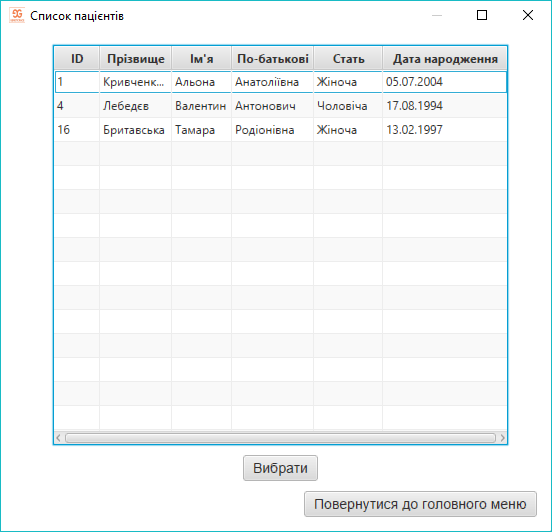 Список пацієнтів
ID Прізвище Ім'я По-батькові Стать Дата народження
1 Кривченк... Альона Анатоліївна Жіноча 05.07.2004
4 Лебедєв Валентин Антонович Чоловіча 17.08.1994
16 Бритавська Тамара Родіонівна Жіноча 13.02.1997
Вибрати
Повернутися до головного меню